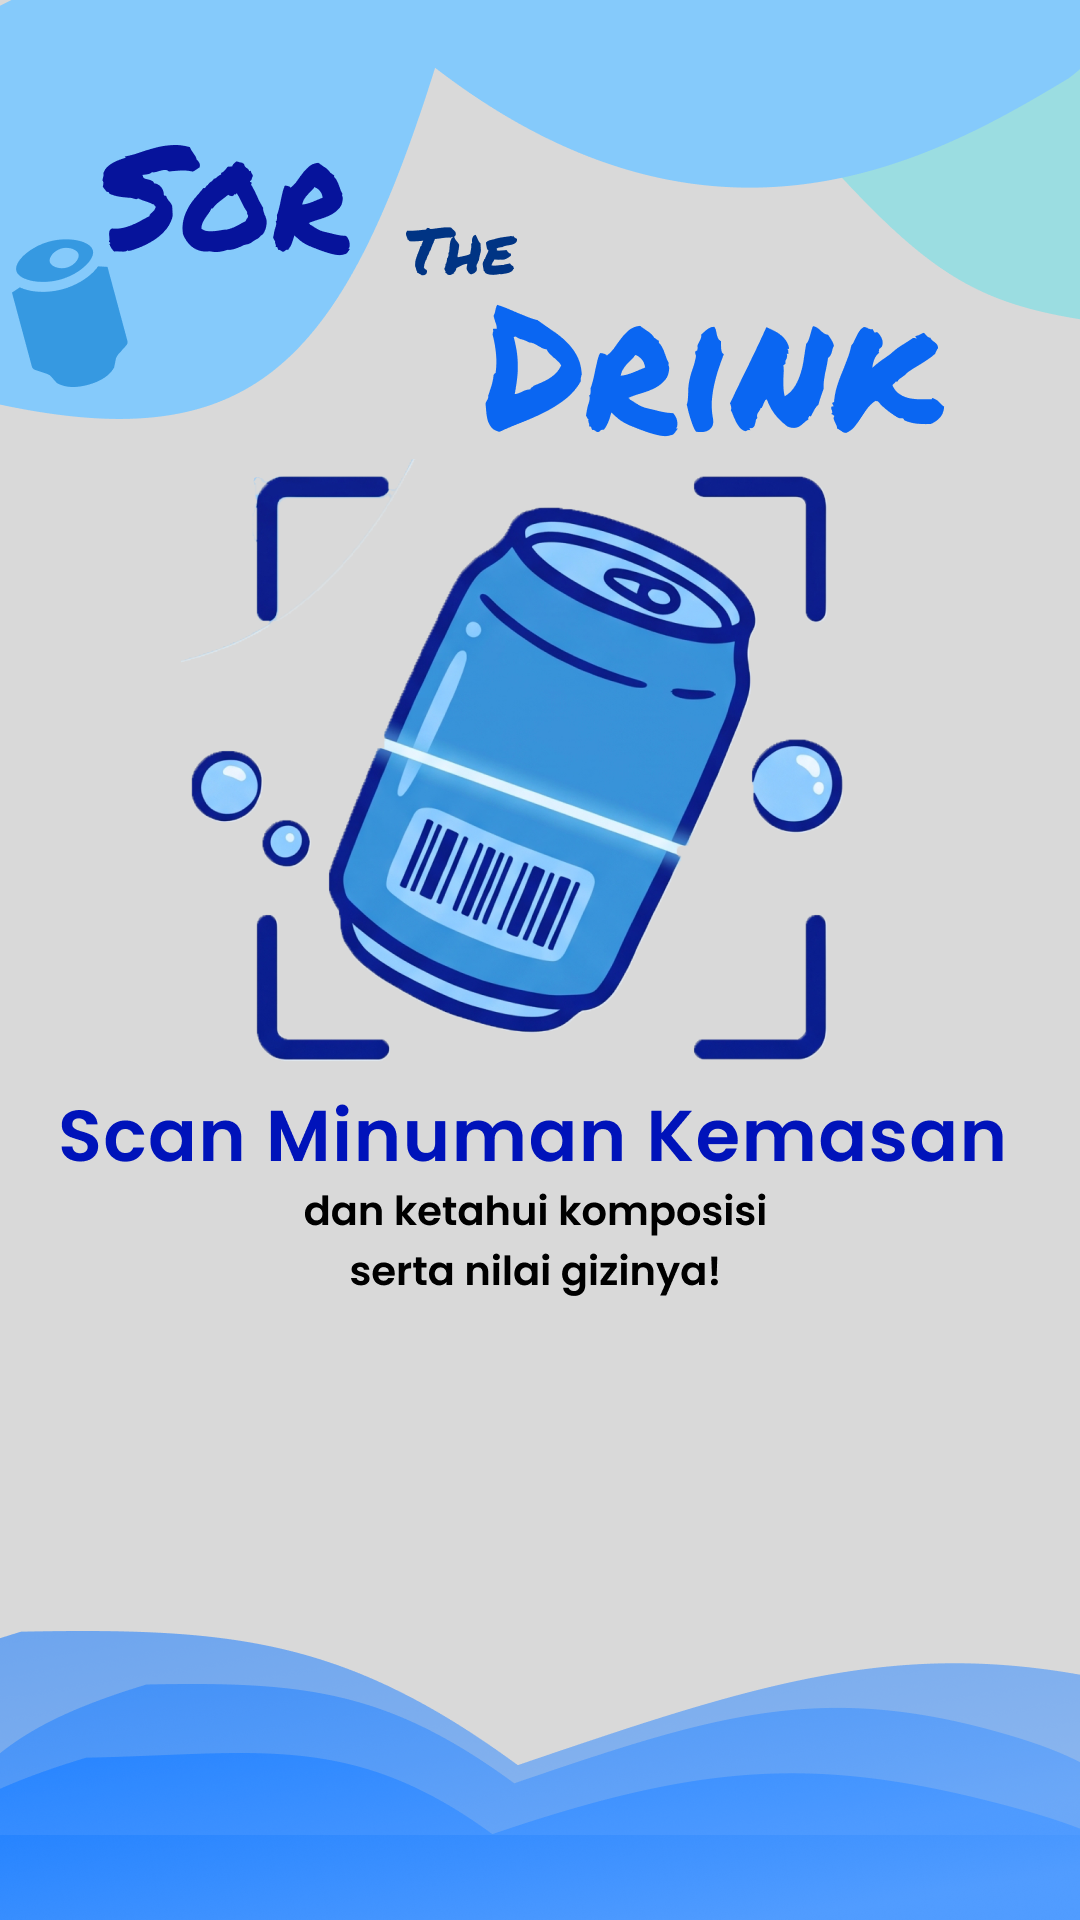 SOR
THE
DRINK
Scan Minuman Kemasan
dan ketahui komposisi
serta nilai gizinya!